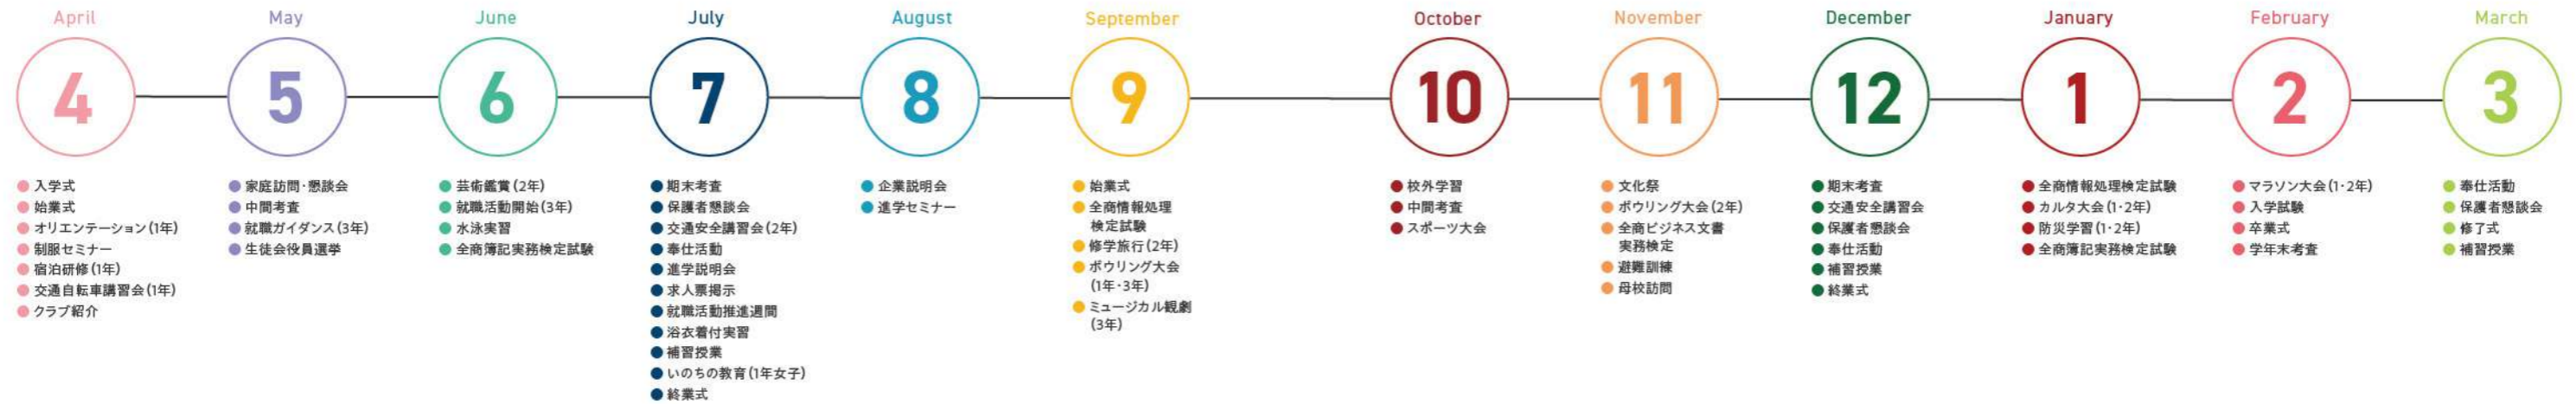 April
4
入学式
始業式
オリエンテーション(1年)
制服セミナー
宿泊研修(1年)
交通自転車講習会(1年)
クラブ紹介
May
5
家庭訪問・懇談会
中間考査
就職ガイダンス(3年)
生徒会役員選挙
June
6
芸術鑑賞(2年)
就職活動開始(3年)
水泳実習
全商簿記実務検定試験
July
7
期末考査
保護者懇談会
交通安全講習会(2年)
奉仕活動
進学説明会
求人票掲示
就職活動推進週間
浴衣着付実習
補習授業
いのちの教育(1年女子)
終業式
August
8
企業説明会
進学セミナー
September
9
始業式
全商情報処理
検定試験
修学旅行(2年)
ボウリング大会
(1年・3年)
ミュージカル観劇
(3年)
October
10
校外学習
中間考査
スポーツ大会
November
11
文化祭
ボウリング大会(2年)
全商ビジネス文書
実務検定
避難訓練
母校訪問
December
12
期末考査
交通安全講習会
保護者懇談会
奉仕活動
補習授業
終業式
January
1
全商情報処理検定試験
カルタ大会(1・2年)
防災学習(1・2年)
全商簿記実務検定試験
February
2
マラソン大会(1・2年)
入学試験
卒業式
学年末考査
March
3
奉仕活動
保護者懇談会
修了式
補習授業